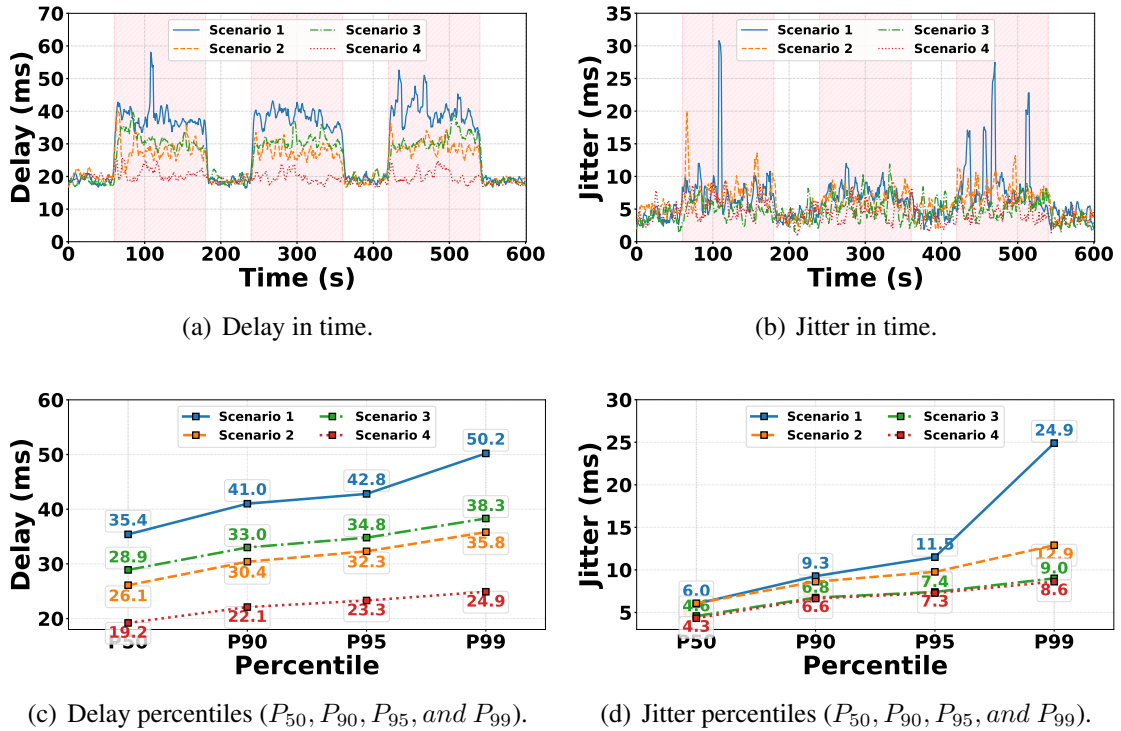 Scenario 1
Scenario 2
Scenario 3
Scenario 4
Delay (ms)
70
60
50
40
30
20
10
0
0 100 200 300 400 500 600
Time (s)
(a) Delay in time.
Scenario 1
Scenario 2
Scenario 3
Scenario 4
Jitter (ms)
35
30
25
20
15
10
5
0
0 100 200 300 400 500 600
Time (s)
(b) Jitter in time.
Scenario 1
Scenario 2
Scenario 3
Scenario 4
Delay (ms)
60
50
40
30
20
35.4 41.0 42.8 50.2
28.9 33.0 34.8 38.3
26.1 30.4 32.3 35.8
19.2 22.1 23.3 24.9
P50 P90 P95 P99
Percentile
(c) Delay percentiles (P50, P90, P95, and P99).
Scenario 1
Scenario 2
Scenario 3
Scenario 4
Jitter (ms)
30
25
20
15
10
5
6.0 9.3 11.5 24.9
12.9
4.6 6.8 7.4 9.0
4.3 6.6 7.3 8.6
P50 P90 P95 P99
Percentile
(d) Jitter percentiles (P50, P90, P95, and P99).